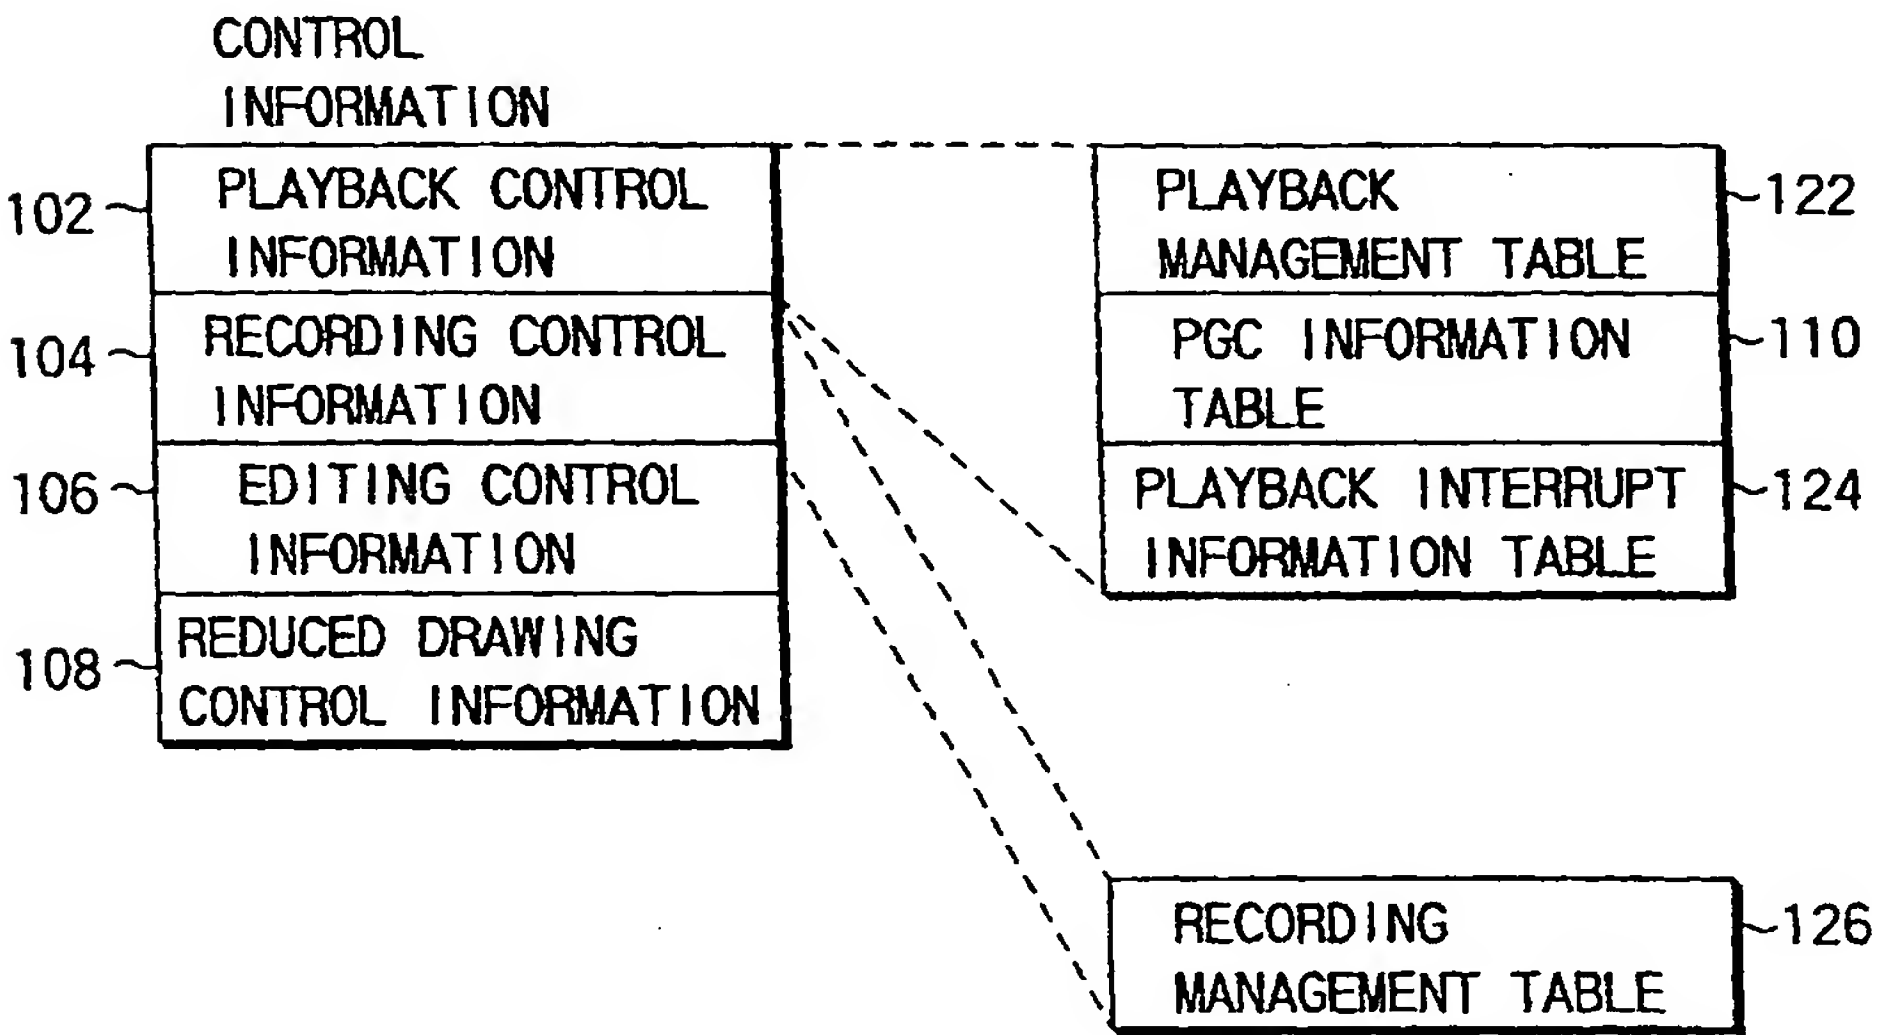 CONTROL
INFORMATION
102
PLAYBACK CONTROL
INFORMATION
104
RECORDING CONTROL
INFORMATION
106
EDITING CONTROL
INFORMATION
108
REDUCED DRAWING
CONTROL INFORMATION
PLAYBACK
MANAGEMENT TABLE
122
PGC INFORMATION
TABLE
110
PLAYBACK INTERRUPT
INFORMATION TABLE
124
RECORDING
MANAGEMENT TABLE
126